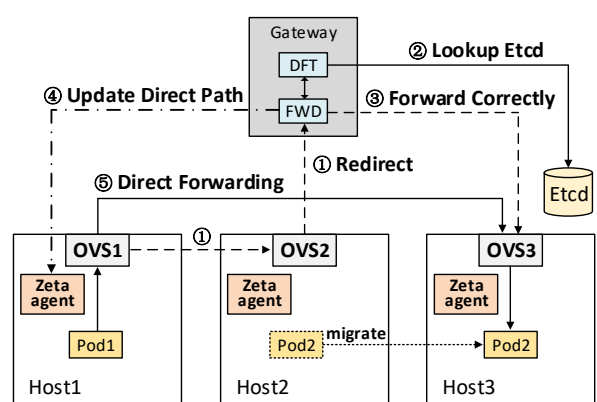 Gateway
② Lookup Etcd
DFT
④ Update Direct Path
③ Forward Correctly
FWD
① Redirect
⑤ Direct Forwarding
Etcd
OVS1
①
OVS2
OVS3
Zeta
agent
Zeta
agent
Zeta
agent
Pod1
Pod2
migrate
Pod2
Host1
Host2
Host3